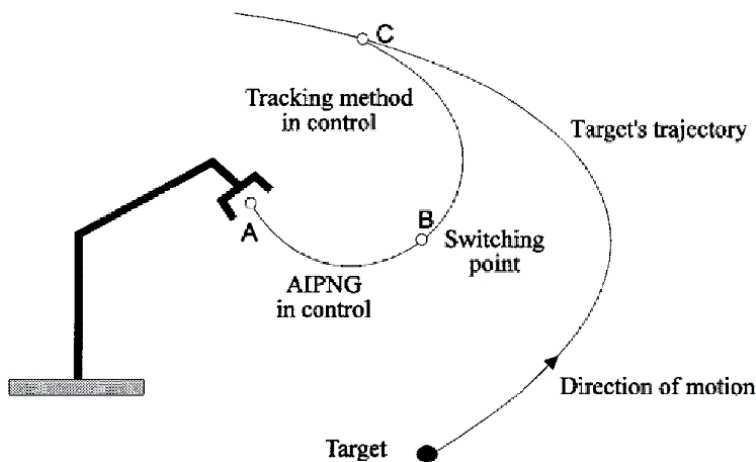 C
Tracking method
in control
Target's trajectory
A
B
Switching
point
AIPNG
in control
Direction of motion
Target